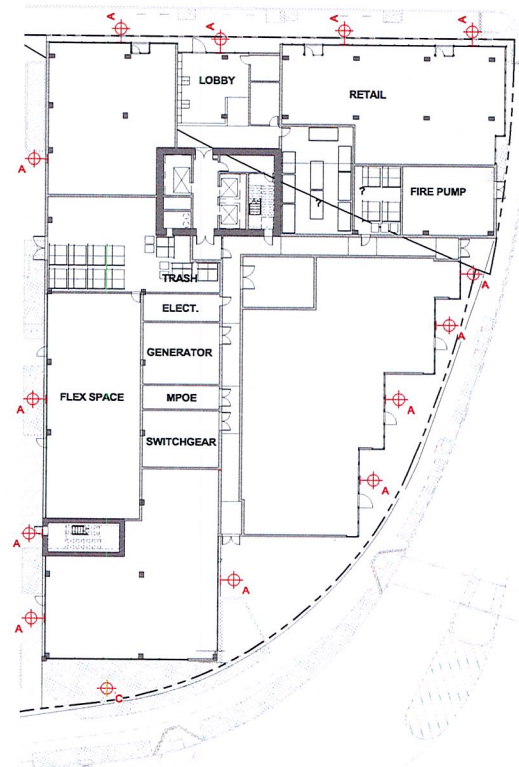 A
A
A
A
LOBBY
RETAIL
A
?
FIRE PUMP
?
TRASH
A
ELECT.
A
GENERATOR
FLEX SPACE
MPOE
A
A
SWITCHGEAR
A
A
A
A
C